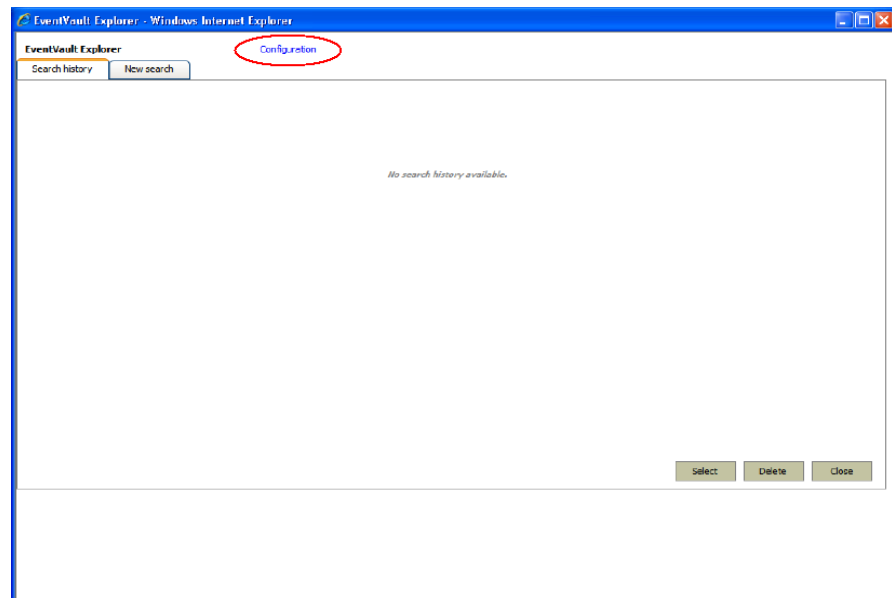 EventVault Explorer - Windows Internet Explorer
EventVault Explorer Configuration
Search history New search
No search history available.
Select Delete Close